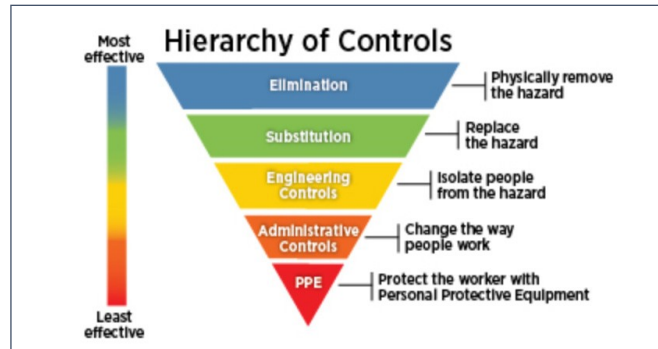 Hierarchy of Controls
Most
effective
Elimination
Physically remove
the hazard
Substitution
Replace
the hazard
Engineering
Controls
Isolate people
from the hazard
Administrative
Controls
Change the way
people work
PPE
Protect the worker with
Personal Protective Equipment
Least
effective